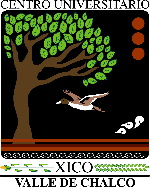 CENTRO UNIVERSITARIO
XICO
VALLE DE CHALCO